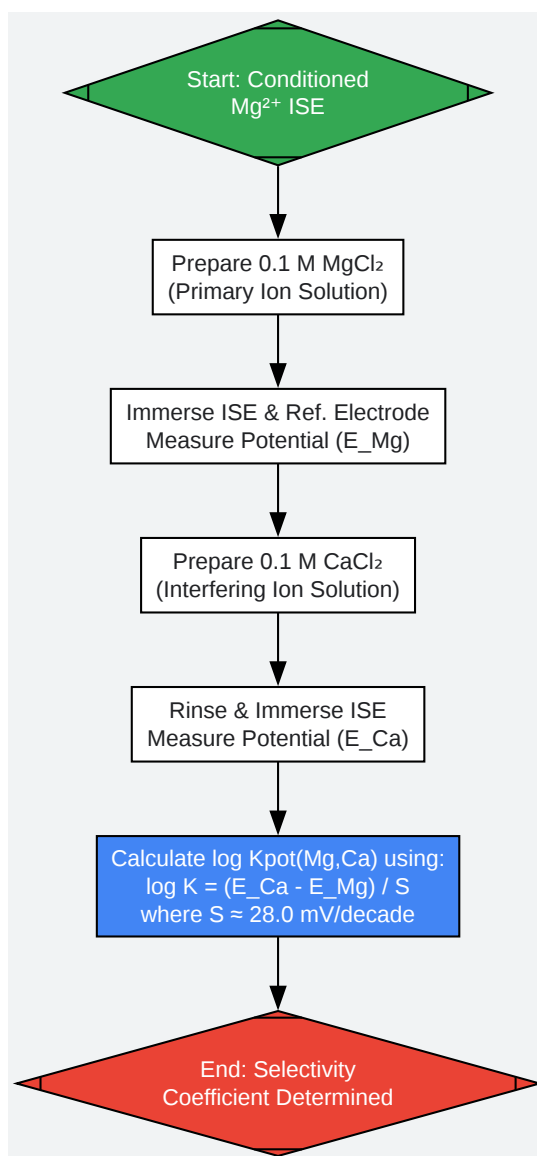 Start: Conditioned
Mg²⁺ ISE
Prepare 0.1 M MgCl₂
(Primary Ion Solution)
Immerse ISE & Ref. Electrode
Measure Potential (E_Mg)
Prepare 0.1 M CaCl₂
(Interfering Ion Solution)
Rinse & Immerse ISE
Measure Potential (E_Ca)
Calculate log Kpot(Mg,Ca) using:
log K = (E_Ca - E_Mg) / S
where S ≈ 28.0 mV/decade
End: Selectivity
Coefficient Determined